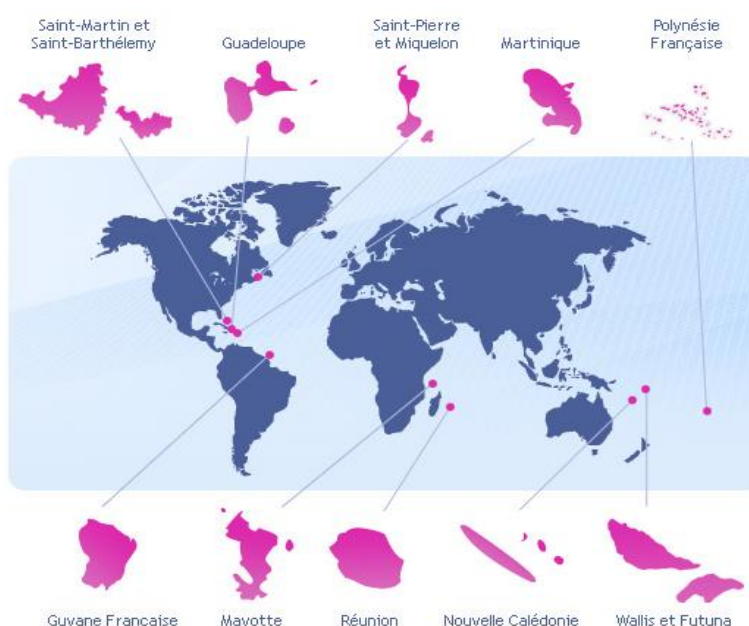 Saint-Martin et
Saint-Barthélemy
Guadeloupe
Saint-Pierre
et Miquelon
Martinique
Polynésie
Française
Guyane Française
Mayotte
Réunion
Nouvelle Calédonie
Wallis et Futuna